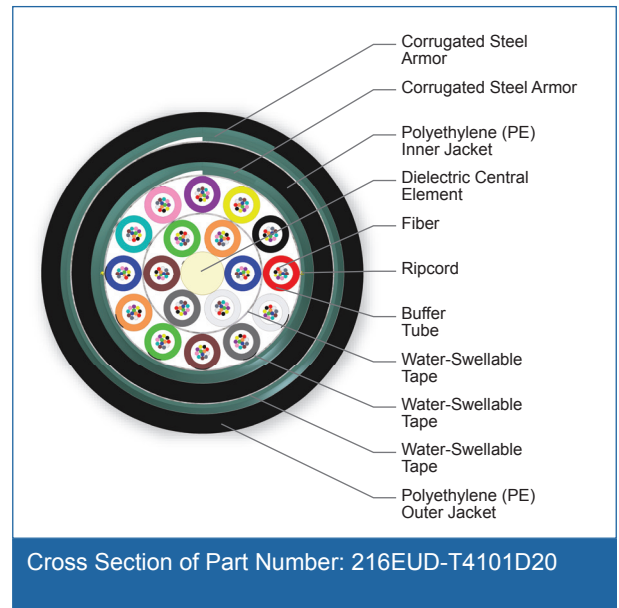 Corrugated Steel
Armor
Corrugated Steel Armor
Polyethylene (PE)
Inner Jacket
Dielectric Central
Element
Fiber
Ripcord
Buffer
Tube
Water-Swellable
Tape
Water-Swellable
Tape
Water-Swellable
Tape
Polyethylene (PE)
Outer Jacket
Cross Section of Part Number: 216EUD-T4101D20